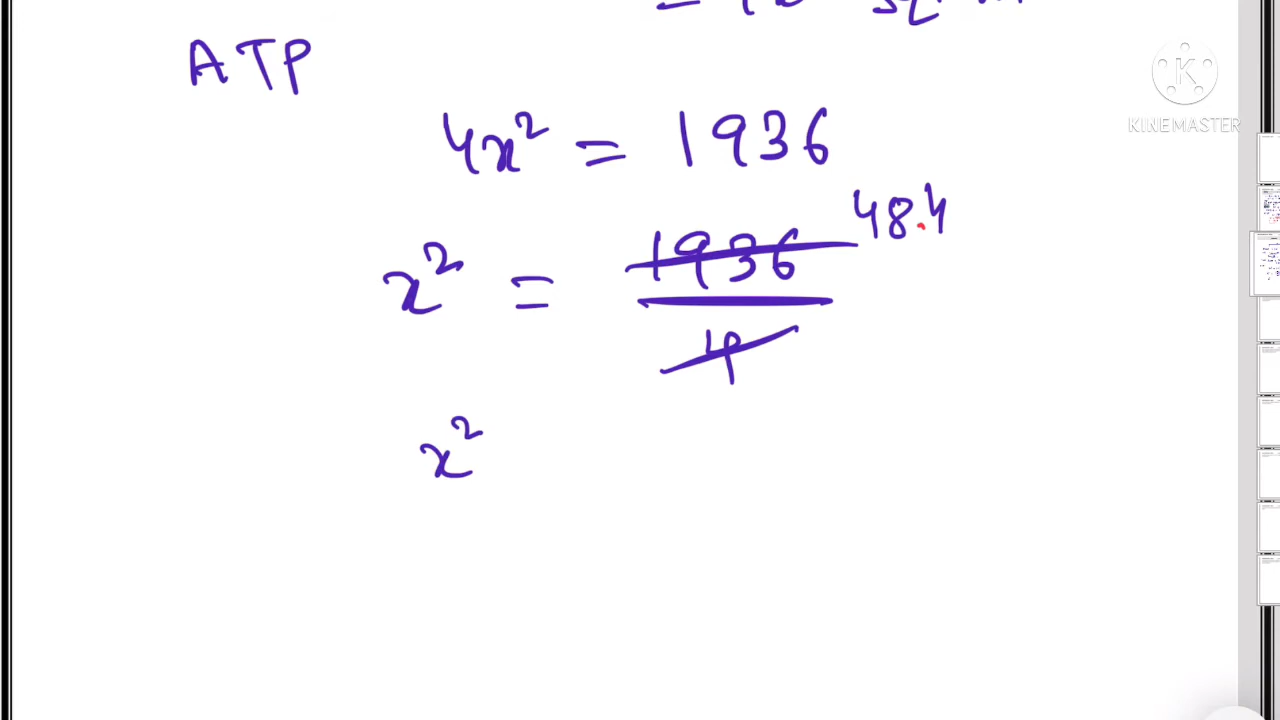 ATP
KINEMASTER
4x² = 1936
x² = 1936/4 484
x²